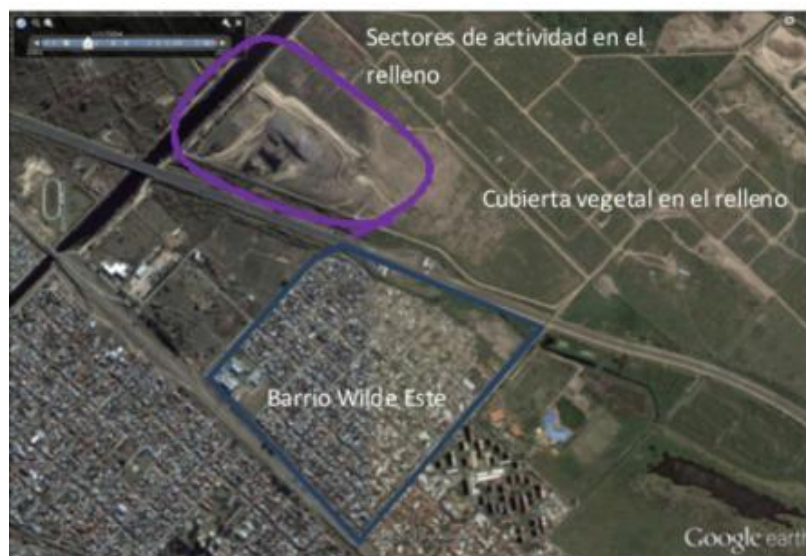 Sectores de actividad en el
relleno
Cubierta vegetal en el relleno
Barrio Wilde Este
Google earth